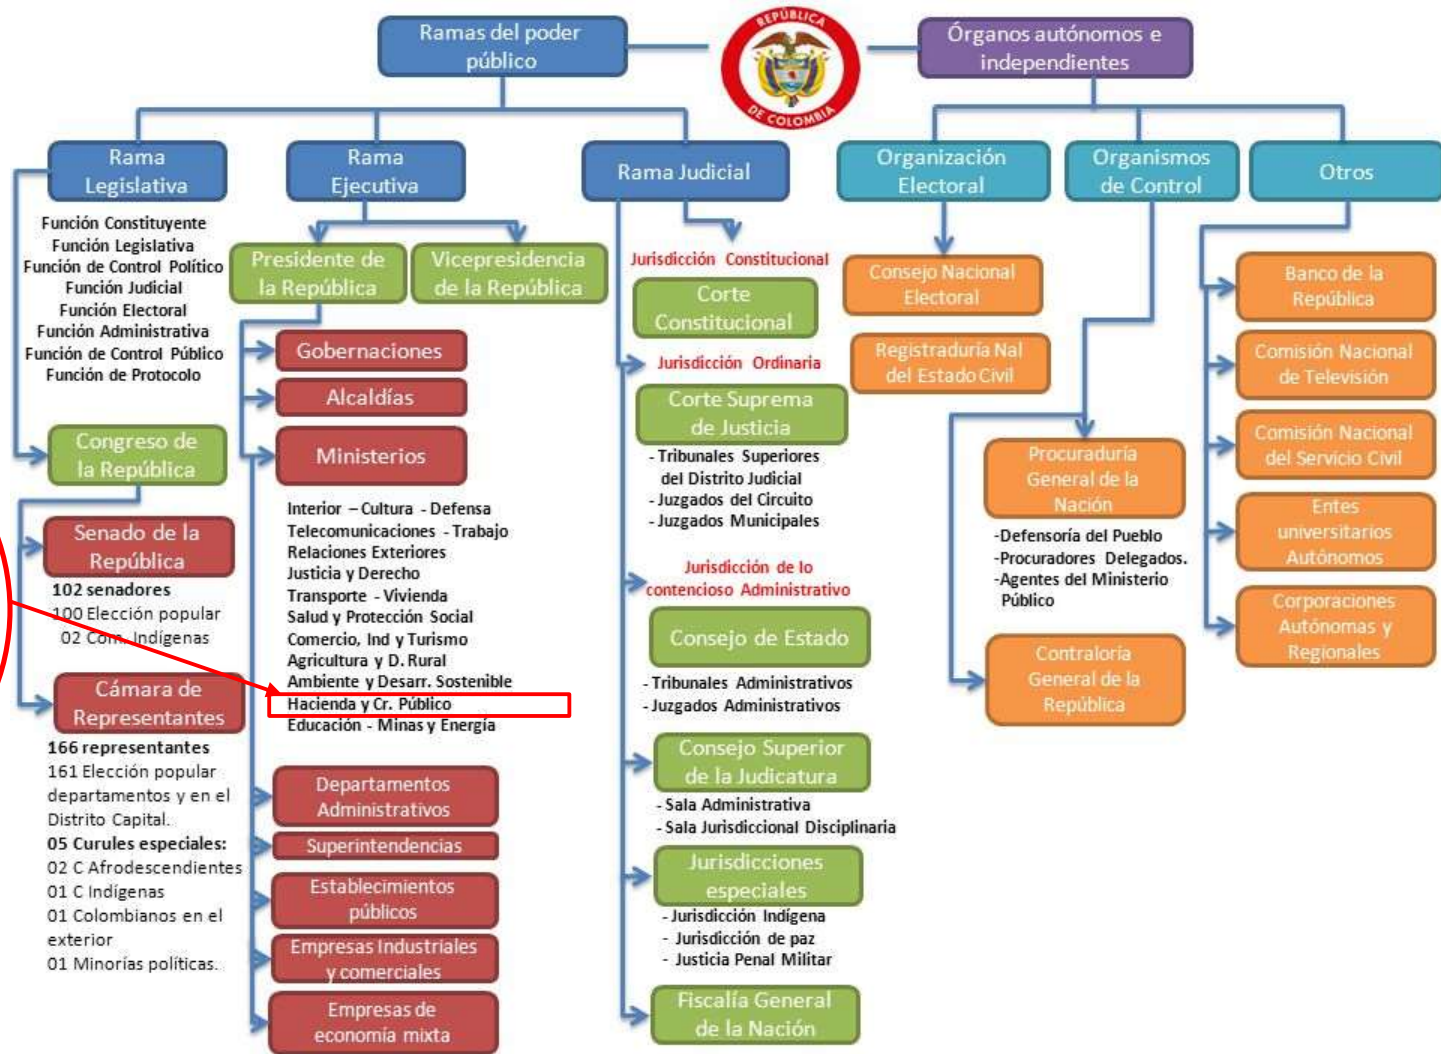 Ramas del poder
público
REPÚBLICA
DE COLOMBIA
Órganos autónomos e
independientes
Rama
Legislativa
Función Constituyente
Función Legislativa
Función de Control Político
Función Judicial
Función Electoral
Función Administrativa
Función de Control Público
Función de Protocolo
Congreso de
la República
Senado de la
República
102 senadores
100 Elección popular
02 Com. Indígenas
Cámara de
Representantes
166 representantes
161 Elección popular
departamentos y en el
Distrito Capital.
05 Curules especiales:
02 C Afrodescendientes
01 C Indígenas
01 Colombianos en el
exterior
01 Minorías políticas.
Rama
Ejecutiva
Presidente de
la República
Vicepresidencia
de la República
Gobernaciones
Alcaldías
Ministerios
Interior – Cultura - Defensa
Telecomunicaciones - Trabajo
Relaciones Exteriores
Justicia y Derecho
Transporte - Vivienda
Salud y Protección Social
Comercio, Ind y Turismo
Agricultura y D. Rural
Ambiente y Desarr. Sostenible
Hacienda y Cr. Público
Educación - Minas y Energía
Departamentos
Administrativos
Superintendencias
Establecimientos
públicos
Empresas Industriales
y comerciales
Empresas de
economía mixta
Rama Judicial
Jurisdicción Constitucional
Corte
Constitucional
Jurisdicción Ordinaria
Corte Suprema
de Justicia
- Tribunales Superiores
del Distrito Judicial
- Juzgados del Circuito
- Juzgados Municipales
Jurisdicción de lo
contencioso Administrativo
Consejo de Estado
- Tribunales Administrativos
- Juzgados Administrativos
Consejo Superior
de la Judicatura
- Sala Administrativa
- Sala Jurisdiccional Disciplinaria
Jurisdicciones
especiales
- Jurisdicción Indígena
- Jurisdicción de paz
- Justicia Penal Militar
Fiscalía General
de la Nación
Organización
Electoral
Consejo Nacional
Electoral
Registraduría Nal
del Estado Civil
Organismos
de Control
Procuraduría
General de la
Nación
-Defensoría del Pueblo
-Procuradores Delegados.
-Agentes del Ministerio
Público
Contraloría
General de la
República
Otros
Banco de la
República
Comisión Nacional
de Televisión
Comisión Nacional
del Servicio Civil
Entes
universitarios
Autónomos
Corporaciones
Autónomas y
Regionales